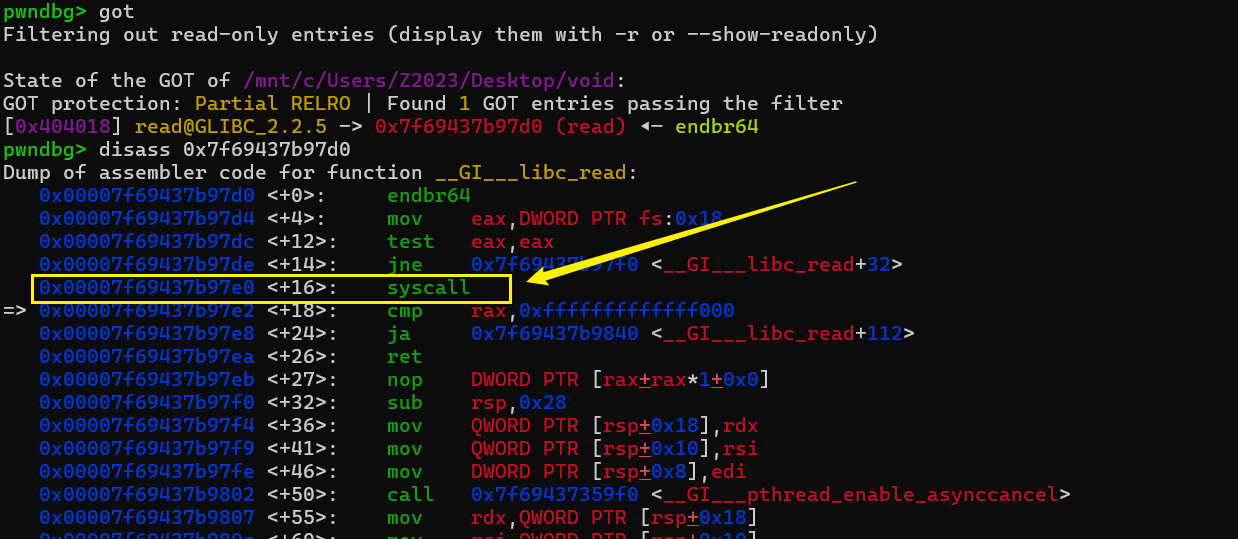 pwndbg> got
Filtering out read-only entries (display them with -r or --show-readonly)
State of the GOT of /mnt/c/Users/Z2023/Desktop/void:
GOT protection: Partial RELRO | Found 1 GOT entries passing the filter
[0x404018] read@GLIBC_2.2.5 -> 0x7f69437b97d0 (read) ◂— endbr64
pwndbg> disass 0x7f69437b97d0
Dump of assembler code for function __GI___libc_read:
0x00007f69437b97d0 <+0>: endbr64
0x00007f69437b97d4 <+4>: mov eax,DWORD PTR fs:0x18
0x00007f69437b97dc <+12>: test eax,eax
0x00007f69437b97de <+14>: jne 0x7f69437b97f0 <__GI___libc_read+32>
0x00007f69437b97e0 <+16>: syscall
=> 0x00007f69437b97e2 <+18>: cmp rax,0xfffffffffffff000
0x00007f69437b97e8 <+24>: ja 0x7f69437b9840 <__GI___libc_read+112>
0x00007f69437b97ea <+26>: ret
0x00007f69437b97eb <+27>: nop DWORD PTR [rax+rax*1+0x0]
0x00007f69437b97f0 <+32>: sub rsp,0x28
0x00007f69437b97f4 <+36>: mov QWORD PTR [rsp+0x18],rdx
0x00007f69437b97f9 <+41>: mov QWORD PTR [rsp+0x10],rsi
0x00007f69437b97fe <+46>: mov DWORD PTR [rsp+0x8],edi
0x00007f69437b9802 <+50>: call 0x7f69437359f0 <__GI___pthread_enable_asynccancel>
0x00007f69437b9807 <+55>: mov rdx,QWORD PTR [rsp+0x18]